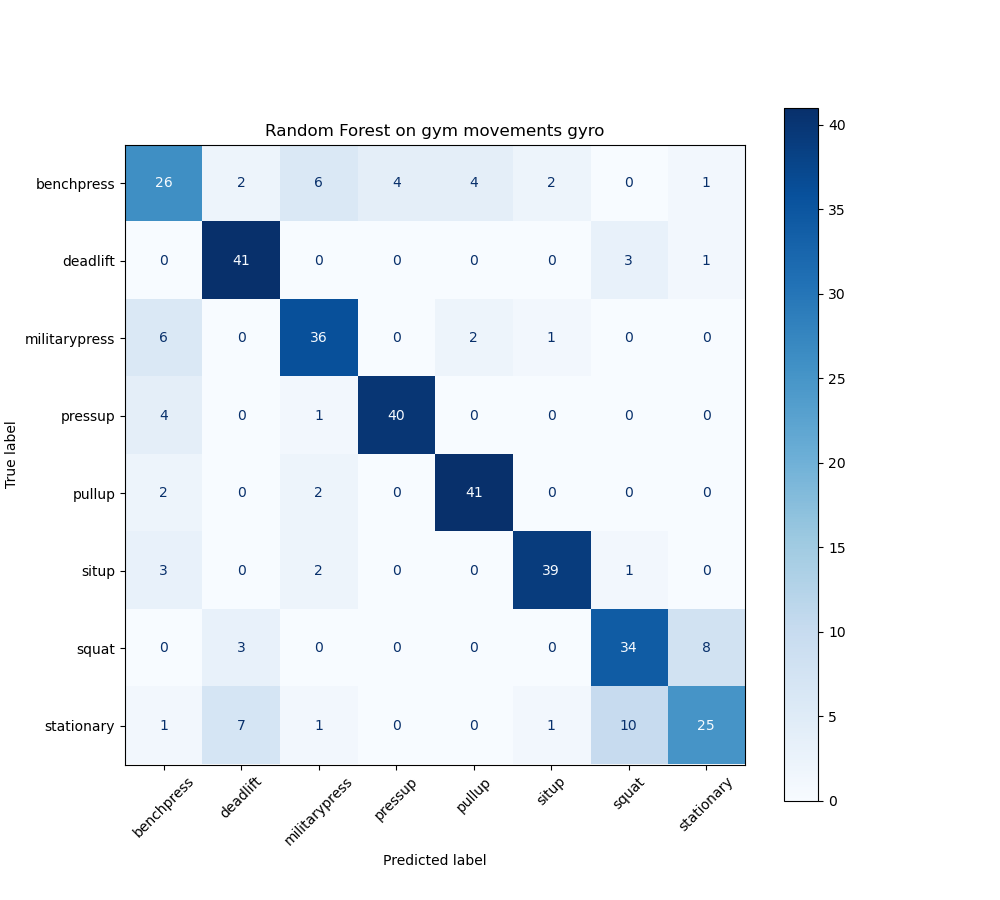 Random Forest on gym movements gyro
True label
benchpress 26 2 6 4 4 2 0 1
deadlift 0 41 0 0 0 0 3 1
militarypress 6 0 36 0 2 1 0 0
pressup 4 0 1 40 0 0 0 0
pullup 2 0 2 0 41 0 0 0
situp 3 0 2 0 0 39 1 0
squat 0 3 0 0 0 0 34 8
stationary 1 7 1 0 0 1 10 25
benchpress deadlift militarypress pressup pullup situp squat stationary
Predicted label
40
35
30
25
20
15
10
5
0